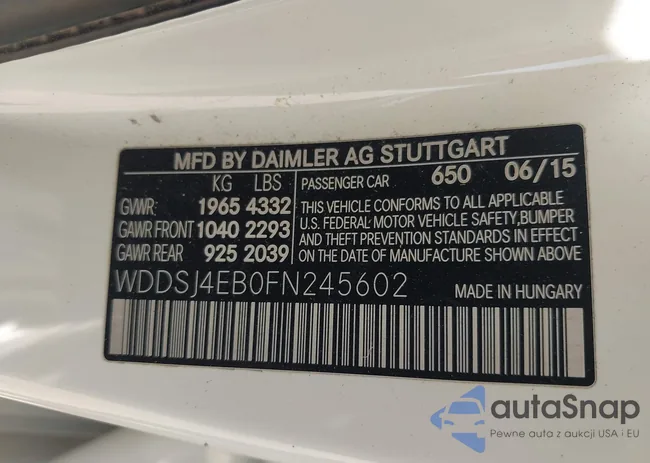 MFD BY DAIMLER AG STUTTGART
KG LBS PASSENGER CAR 650 06/15
GVWR: 1965 4332 THIS VEHICLE CONFORMS TO ALL APPLICABLE
GAWR FRONT 1040 2293 U.S. FEDERAL MOTOR VEHICLE SAFETY, BUMPER
AND THEFT PREVENTION STANDARDS IN EFFECT
GAWR REAR 925 2039 ON THE DATE OF MANUFACTURE SHOWN ABOVE
WDDSJ4EB0FN245602 MADE IN HUNGARY
autaSnap
Pewne auta z aukcji USA i EU